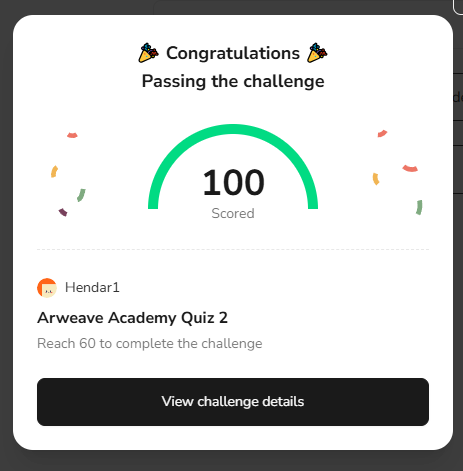 🎉 Congratulations 🎉
Passing the challenge
100
Scored
Hendar1
Arweave Academy Quiz 2
Reach 60 to complete the challenge
View challenge details